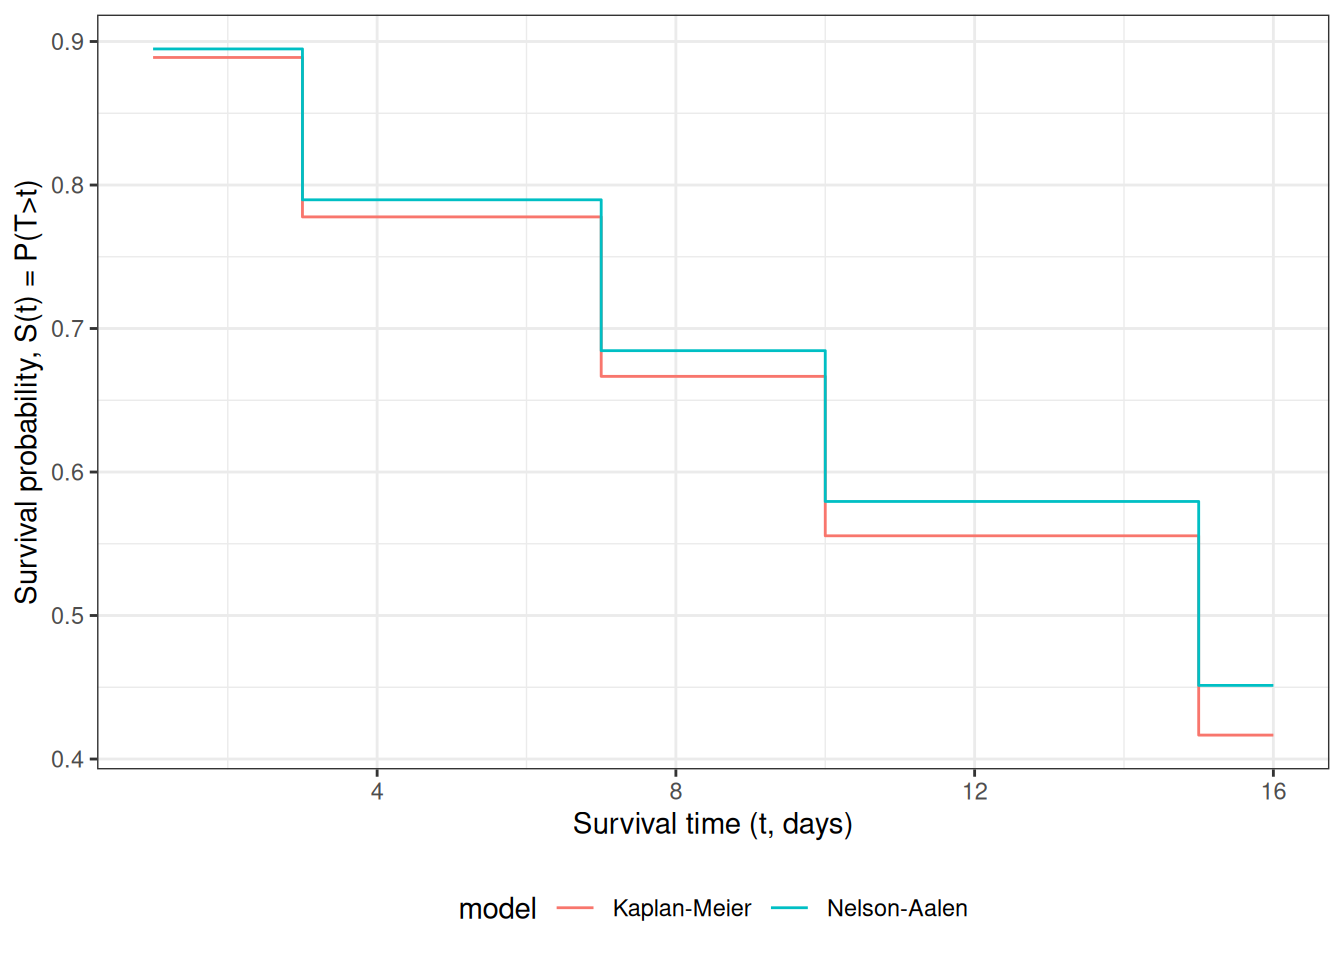 Survival probability, S(t) = P(T>t)
0.9
0.8
0.7
0.6
0.5
0.4
4 8 12 16
Survival time (t, days)
model Kaplan-Meier Nelson-Aalen